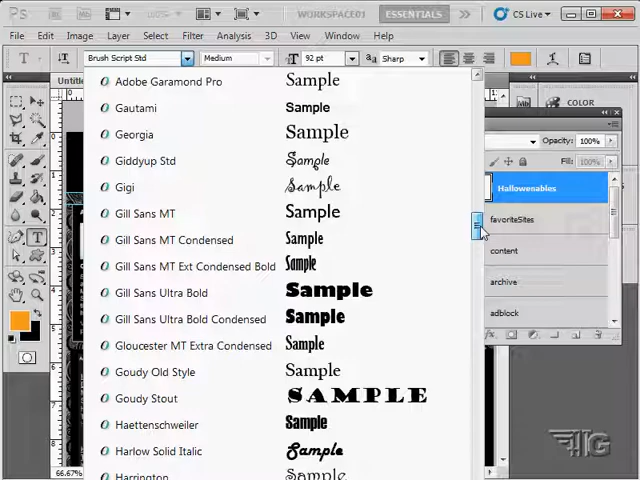 Ps WORKSPACE01 ESSENTIALS >> CS Live
File Edit Image Layer Select Filter Analysis 3D View Window Help
T Brush Script Std Medium T 92 pt aa Sharp
Untitle
COLOR
Opacity: 100%
Fill: 100%
Hallowenables
favoriteSites
content
archive
adblock
fx.
O Adobe Garamond Pro Sample
O Gautami Sample
O Georgia Sample
O Giddyup Std Sample
O Gigi Sample
O Gill Sans MT Sample
O Gill Sans MT Condensed Sample
O Gill Sans MT Ext Condensed Bold Sample
O Gill Sans Ultra Bold Sample
O Gill Sans Ultra Bold Condensed Sample
O Gloucester MT Extra Condensed Sample
O Goudy Old Style Sample
O Goudy Stout SAMPLE
O Haettenschweiler Sample
O Harlow Solid Italic Sample
O Harrington Sample
66.67%